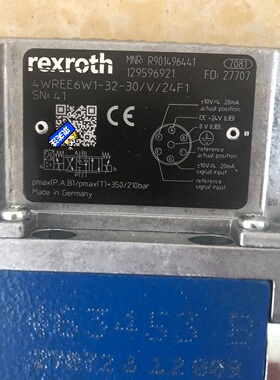 rexroth
MNR: R901496441
7081
129596921
FD: 27707
4WREE6W1-32-30/V/24F1
SN: 41
±10V/4..20mA
actual position
DC +24V (UB)
0 V (UB)
reference
actual position
±10V/4..20mA
signal input
reference
signal input
pmax(P,A,B)/pmax(T)=350/210bar
Made in Germany